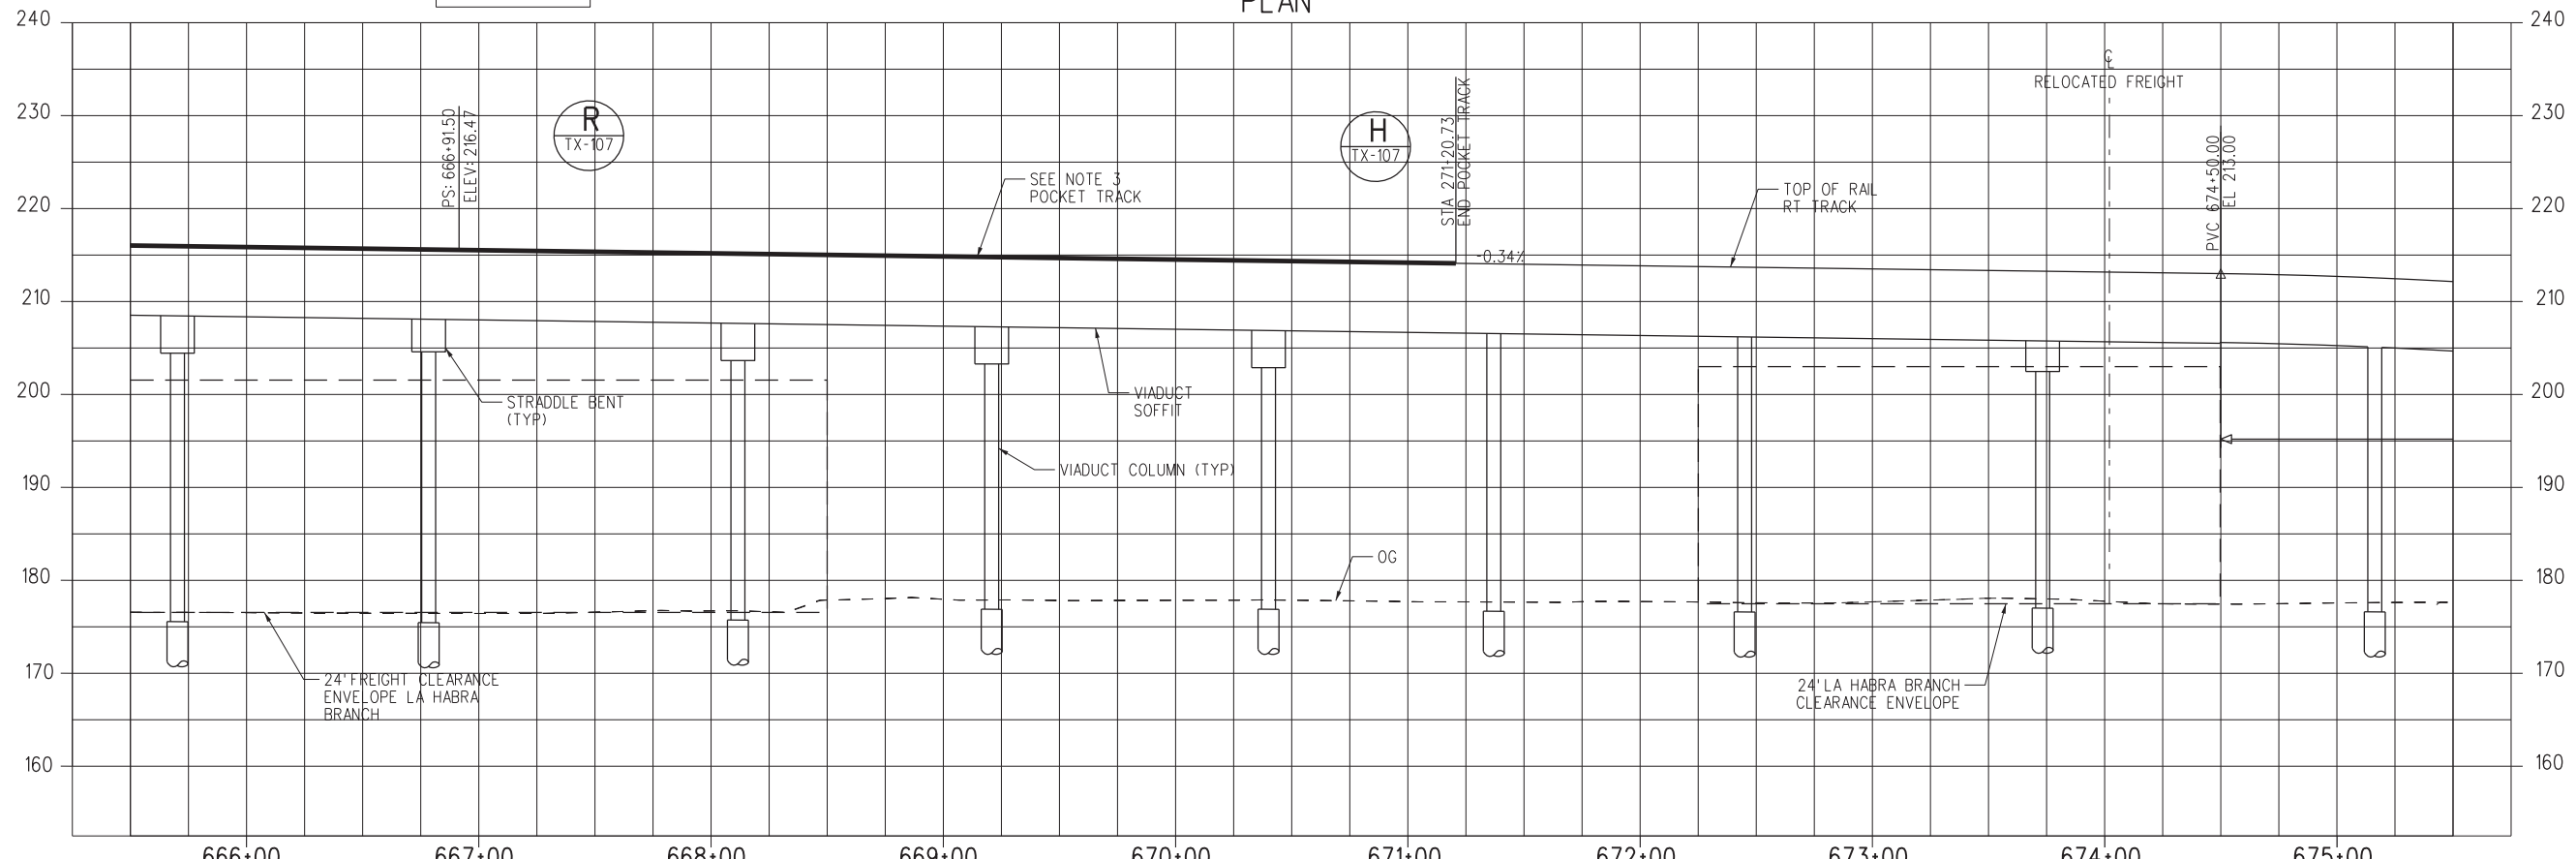 PLAN
240
240
℄
RELOCATED FREIGHT
230
230
PS: 666+91.50
ELEV: 216.47
R
TX-107
H
TX-107
STA 271+20.73
END POCKET TRACK
PVC 674+50.00
EL 213.00
SEE NOTE 3
POCKET TRACK
TOP OF RAIL
RT TRACK
220
220
-0.34%
210
210
STRADDLE BENT
(TYP)
VIADUCT
SOFFIT
200
200
VIADUCT COLUMN (TYP)
190
190
OG
180
180
24' FREIGHT CLEARANCE
ENVELOPE LA HABRA
BRANCH
24' LA HABRA BRANCH
CLEARANCE ENVELOPE
170
170
160
160
666+00
667+00
668+00
669+00
670+00
671+00
672+00
673+00
674+00
675+00